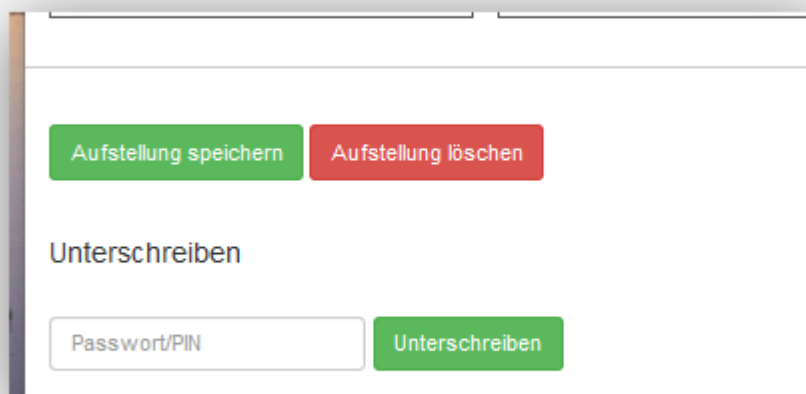 Aufstellung speichern Aufstellung löschen
Unterschreiben
Passwort/PIN Unterschreiben